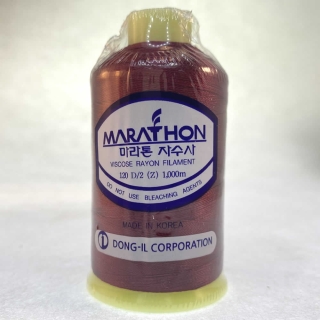 MARATHON
미라톤 자수사
VISCOSE RAYON FILAMENT
120 D/2 (Z) 1,000m
DO NOT USE BLEACHING AGENTS
MADE IN KOREA
DONG-IL CORPORATION